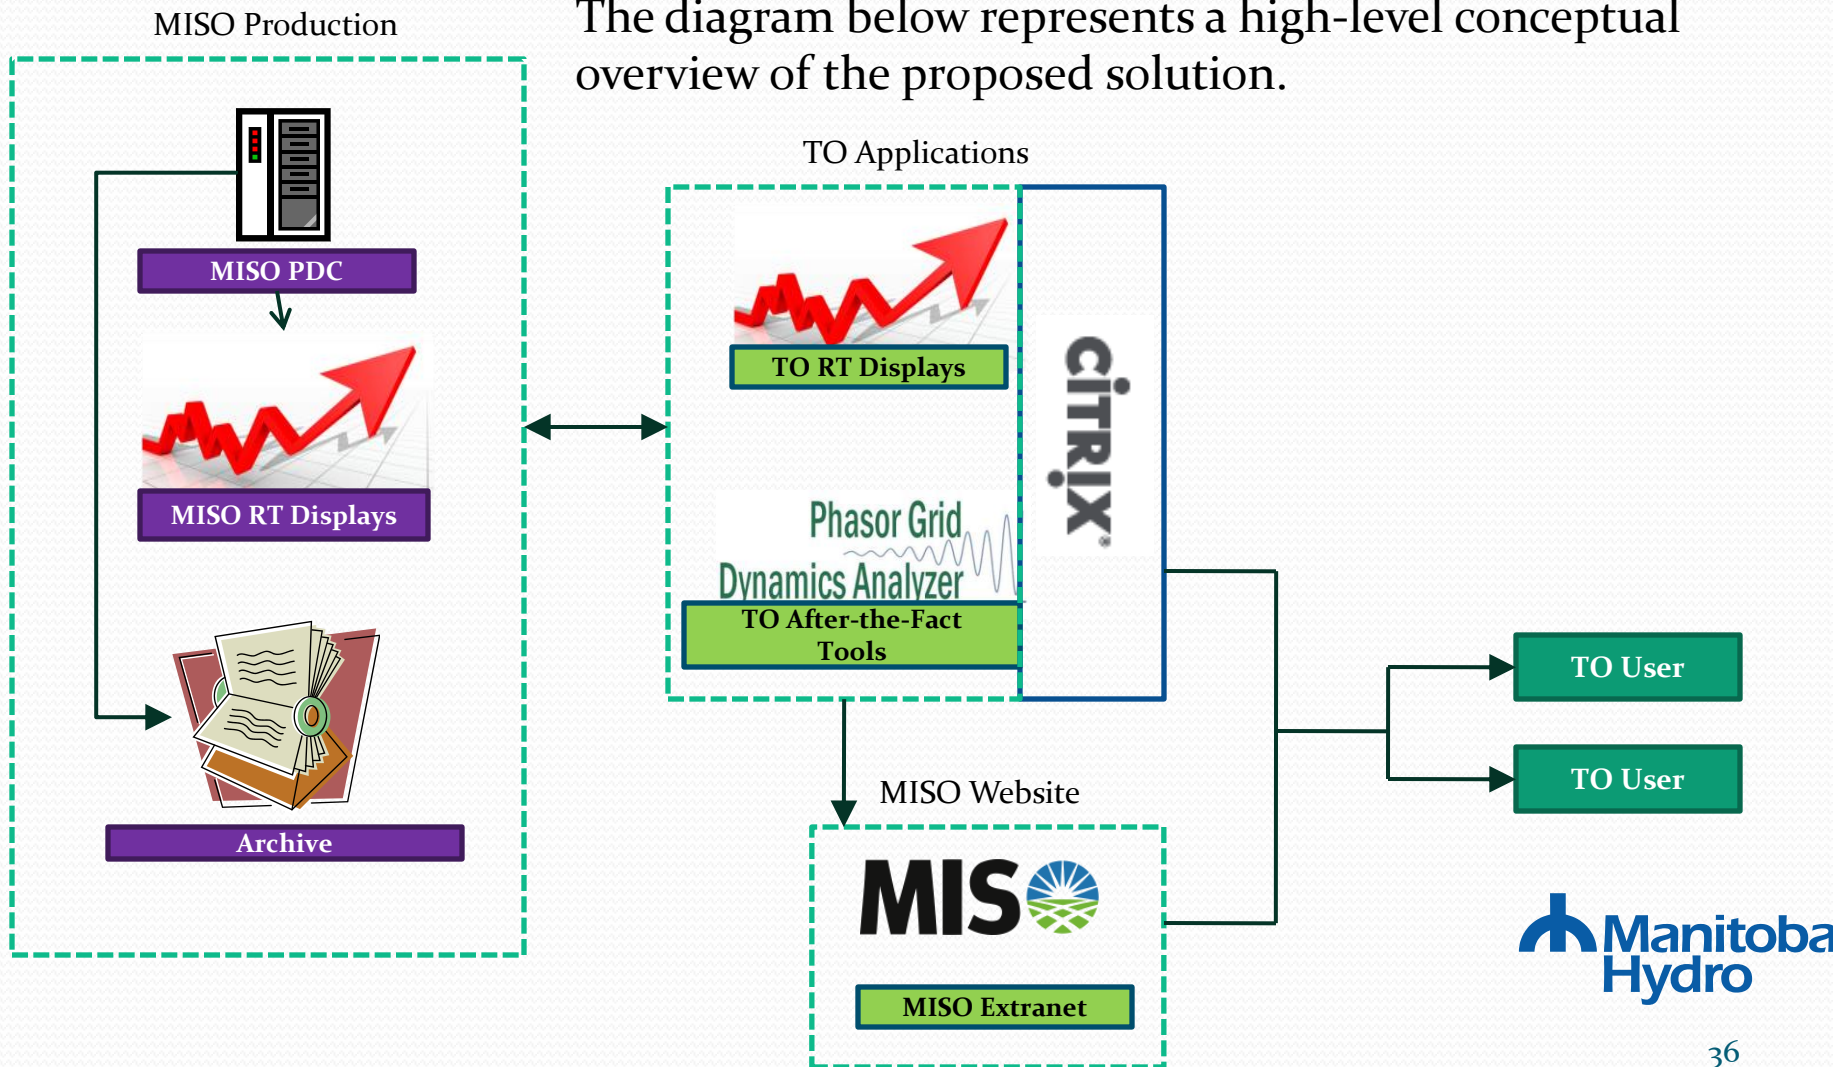 The diagram below represents a high-level conceptual
overview of the proposed solution.
MISO Production
MISO PDC
MISO RT Displays
Archive
TO Applications
TO RT Displays
Phasor Grid
Dynamics Analyzer
TO After-the-Fact
Tools
CİTRIX®
MISO Website
MISO
MISO Extranet
TO User
TO User
Manitoba
Hydro
36